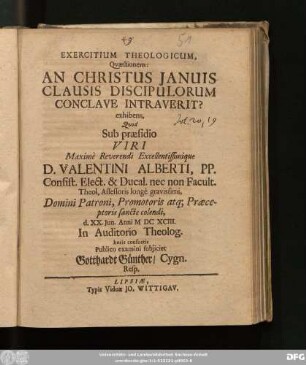 EXERCITIUM THEOLOGICUM,
Qvæstionem:
AN CHRISTUS JANUIS
CLAUSIS DISCIPULORUM
CONCLAVE INTRAVERIT?
exhibens,
Quod
Sub præsidio
VIRI
Maximè Reverendi Excellentissimique
D. VALENTINI ALBERTI, PP.
Consist. Elect. & Ducal. nec non Facult.
Theol. Assessoris longè gravissimi,
Domini Patroni, Promotoris atq; Præce-
ptoris sancte colendi,
d. XX. Jun. Anni M DC XCIII.
In Auditorio Theolog.
horis consuetis
Publico examini subjiciet
Gotthardt Günther/ Cygn.
Resp.
LIPSIÆ,
Typis Viduæ JO. WITTIGAV.